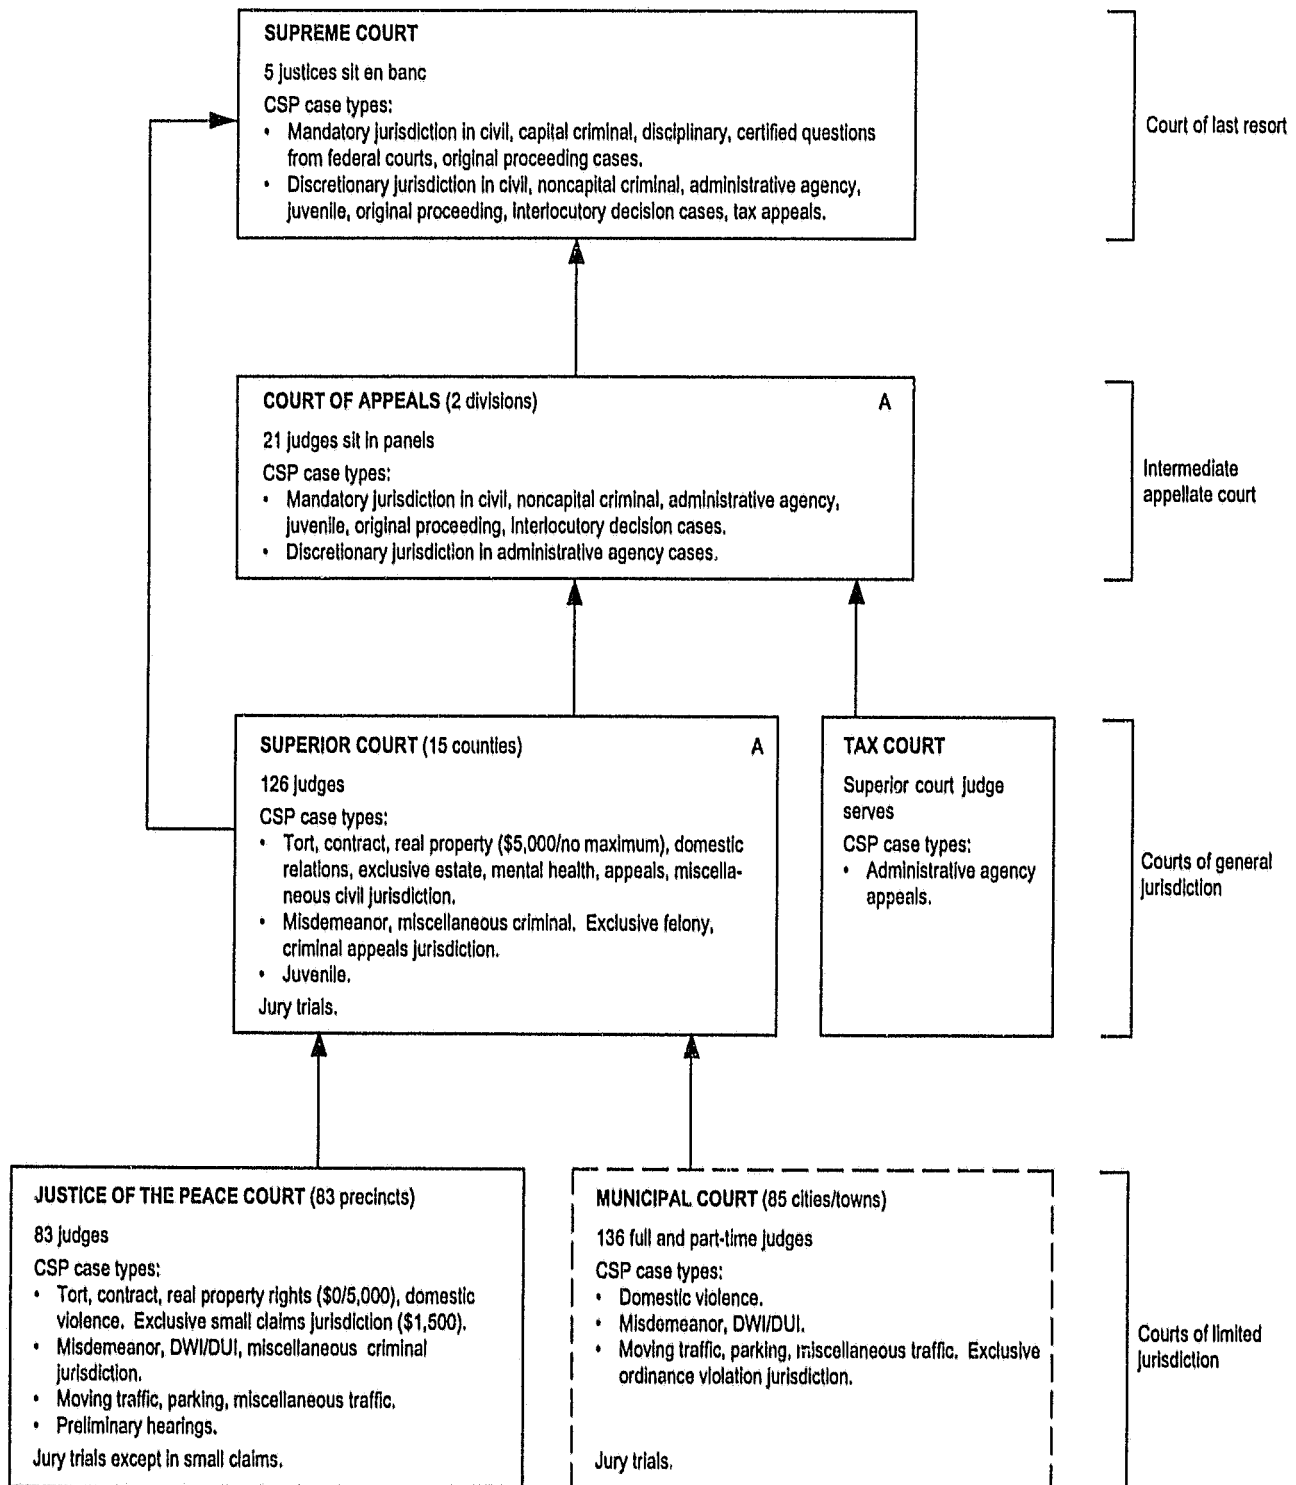 SUPREME COURT
5 justices sit en banc
CSP case types:
• Mandatory jurisdiction in civil, capital criminal, disciplinary, certified questions
from federal courts, original proceeding cases.
• Discretionary jurisdiction in civil, noncapital criminal, administrative agency,
juvenile, original proceeding, interlocutory decision cases, tax appeals.
Court of last resort
COURT OF APPEALS (2 divisions) A
21 judges sit in panels
CSP case types:
• Mandatory jurisdiction in civil, noncapital criminal, administrative agency,
juvenile, original proceeding, interlocutory decision cases.
• Discretionary jurisdiction in administrative agency cases.
Intermediate
appellate court
SUPERIOR COURT (15 counties) A
126 judges
CSP case types:
• Tort, contract, real property ($5,000/no maximum), domestic
relations, exclusive estate, mental health, appeals, miscella-
neous civil jurisdiction.
• Misdemeanor, miscellaneous criminal. Exclusive felony,
criminal appeals jurisdiction.
• Juvenile.
Jury trials.
TAX COURT
Superior court judge
serves
CSP case types:
• Administrative agency
appeals.
Courts of general
jurisdiction
JUSTICE OF THE PEACE COURT (83 precincts)
83 judges
CSP case types:
• Tort, contract, real property rights ($0/5,000), domestic
violence. Exclusive small claims jurisdiction ($1,500).
• Misdemeanor, DWI/DUI, miscellaneous criminal
jurisdiction.
• Moving traffic, parking, miscellaneous traffic.
• Preliminary hearings.
Jury trials except in small claims.
MUNICIPAL COURT (85 cities/towns)
136 full and part-time judges
CSP case types:
• Domestic violence.
• Misdemeanor, DWI/DUI.
• Moving traffic, parking, miscellaneous traffic. Exclusive
ordinance violation jurisdiction.
Jury trials.
Courts of limited
jurisdiction